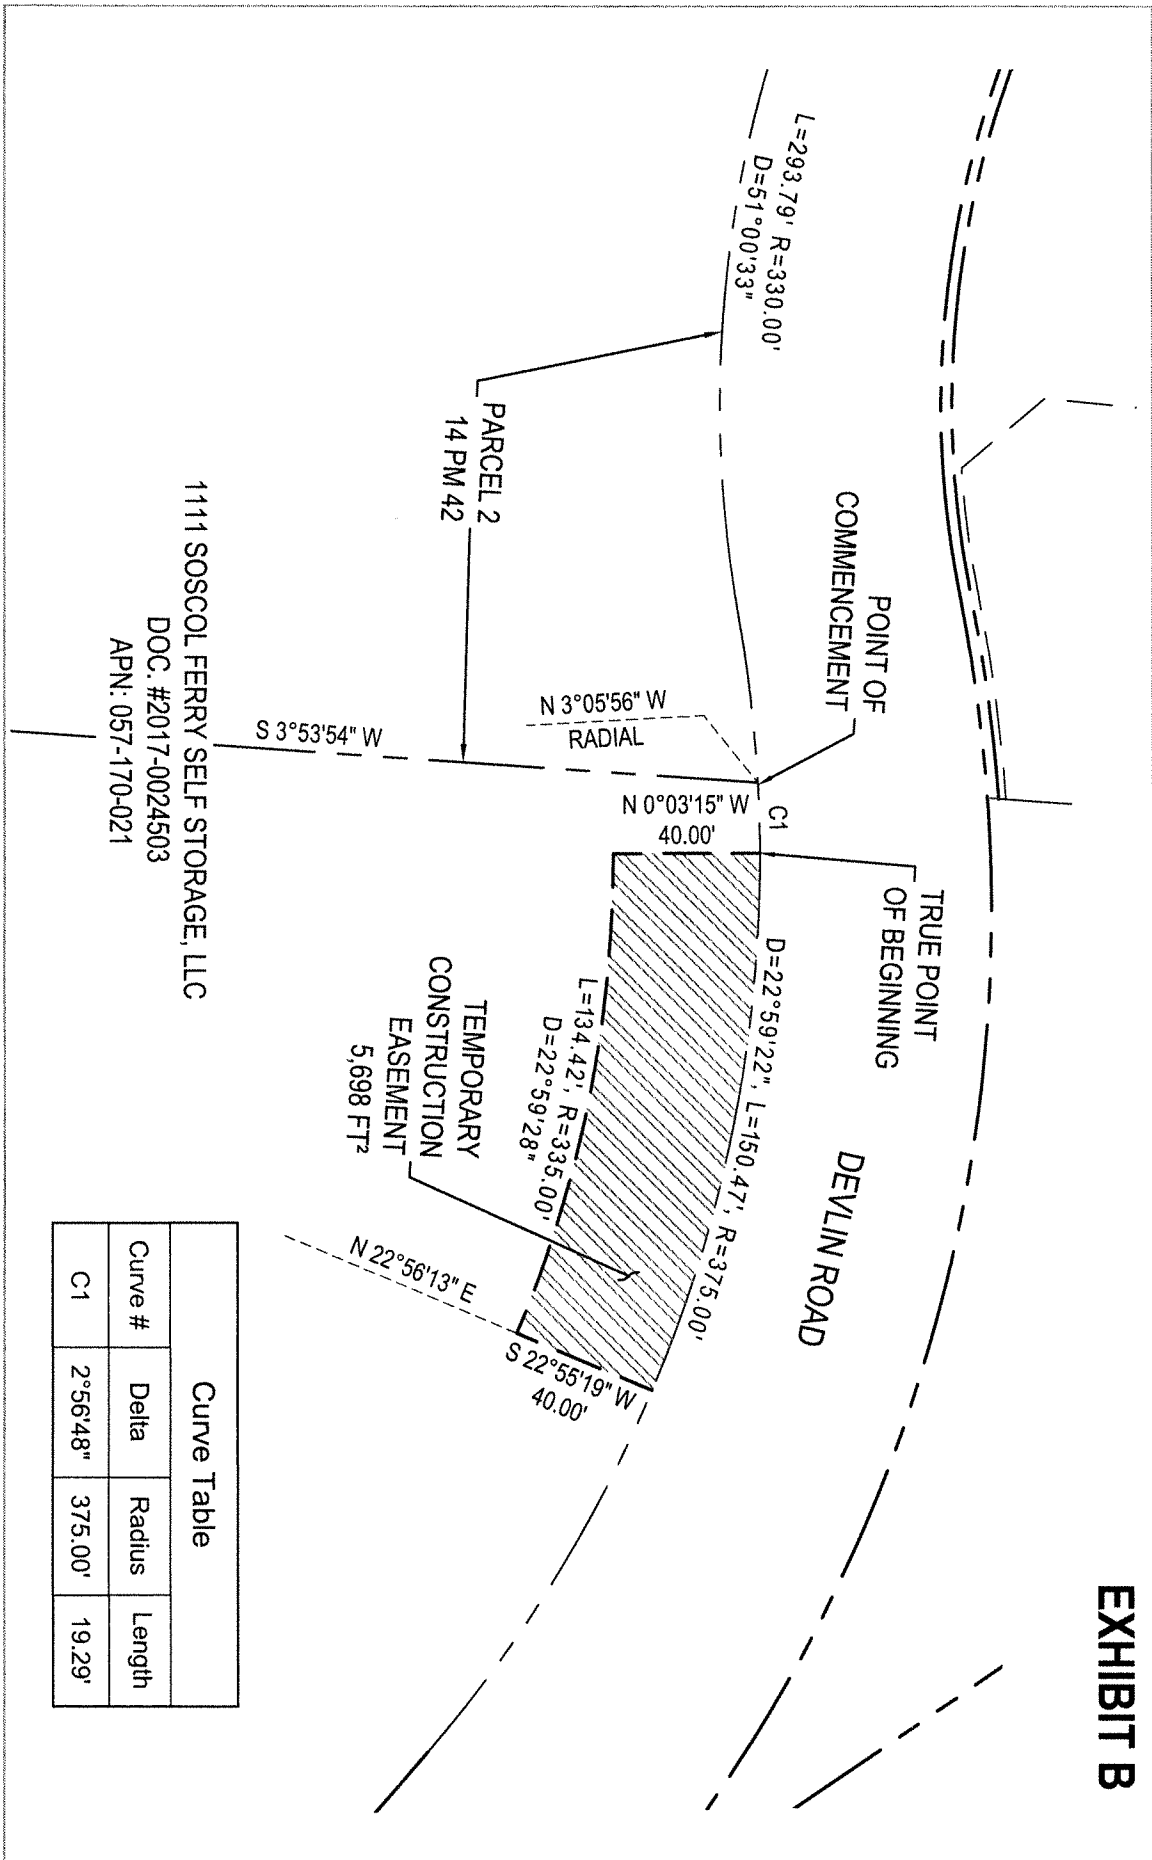 EXHIBIT B
L=293.79' R=330.00'
D=51°00'33"
PARCEL 2
14 PM 42
POINT OF
COMMENCEMENT
N 3°05'56" W
RADIAL
S 3°53'54" W
C1
N 0°03'15" W
40.00'
TRUE POINT
OF BEGINNING
DEVLIN ROAD
D=22°59'22", L=150.47', R=375.00'
L=134.42', R=335.00'
D=22°59'28"
TEMPORARY
CONSTRUCTION
EASEMENT
5,698 FT²
N 22°56'13" E
S 22°55'19" W
40.00'
1111 SOSCOL FERRY SELF STORAGE, LLC
DOC. #2017-0024503
APN: 057-170-021
Curve Table
Curve # Delta Radius Length
C1 2°56'48" 375.00' 19.29'